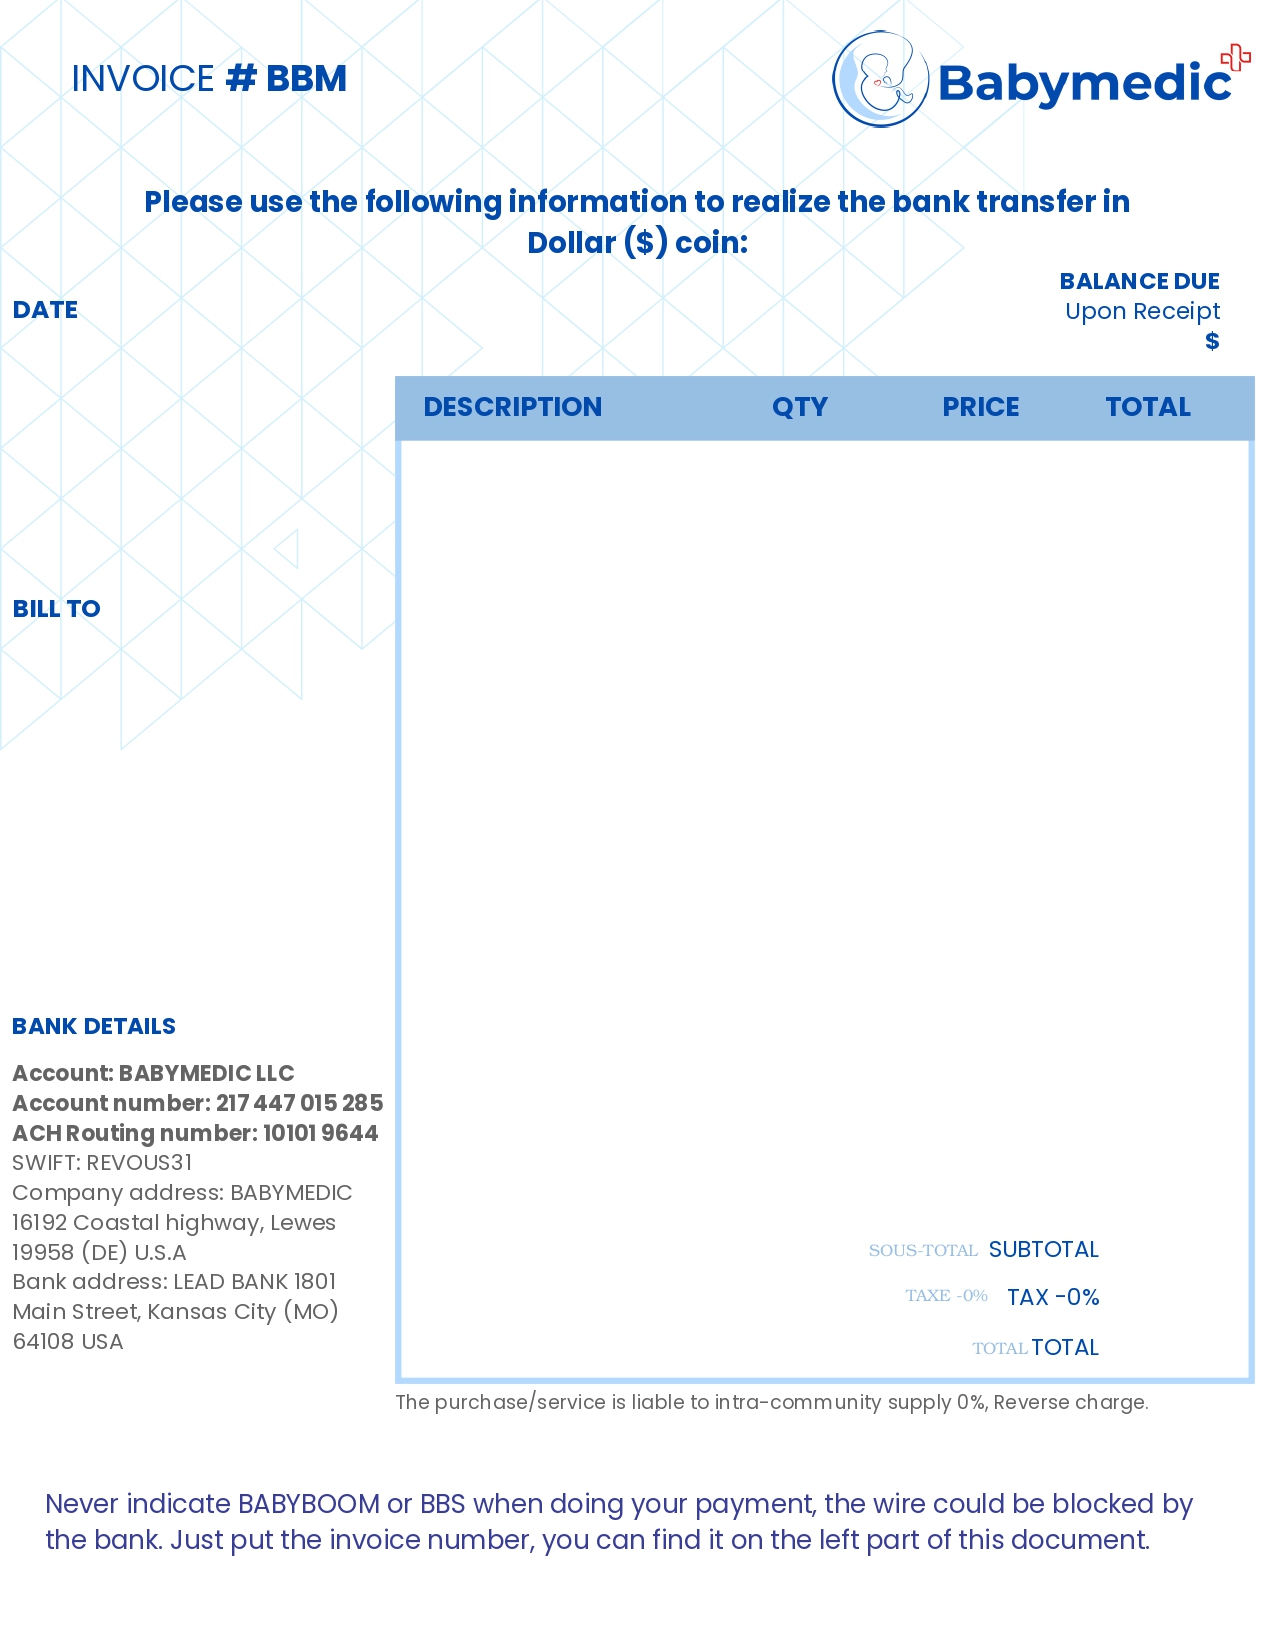 INVOICE # BBM
Babymedic
Please use the following information to realize the bank transfer in
Dollar ($) coin:
BALANCE DUE
Upon Receipt
$
DATE
DESCRIPTION QTY PRICE TOTAL
BILL TO
BANK DETAILS
Account: BABYMEDIC LLC
Account number: 217 447 015 285
ACH Routing number: 10101 9644
SWIFT: REVOUS31
Company address: BABYMEDIC
16192 Coastal highway, Lewes
19958 (DE) U.S.A
Bank address: LEAD BANK 1801
Main Street, Kansas City (MO)
64108 USA
SOUS-TOTAL SUBTOTAL
TAXE -0% TAX -0%
TOTAL TOTAL
The purchase/service is liable to intra-community supply 0%, Reverse charge.
Never indicate BABYBOOM or BBS when doing your payment, the wire could be blocked by
the bank. Just put the invoice number, you can find it on the left part of this document.